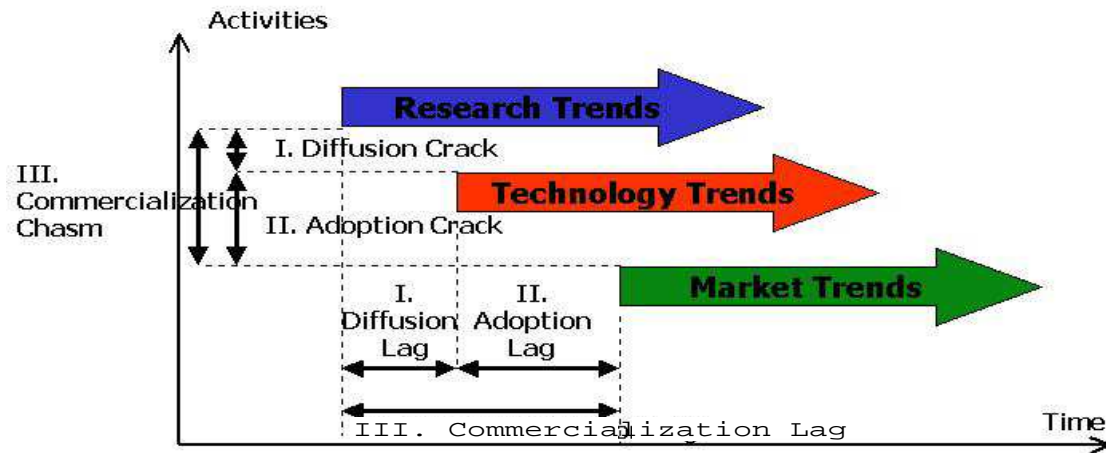 Activities
Research Trends
I. Diffusion Crack
III.
Commercialization
Chasm
Technology Trends
II. Adoption Crack
Market Trends
I.
Diffusion
Lag
II.
Adoption
Lag
III. Commercialization Lag
Time